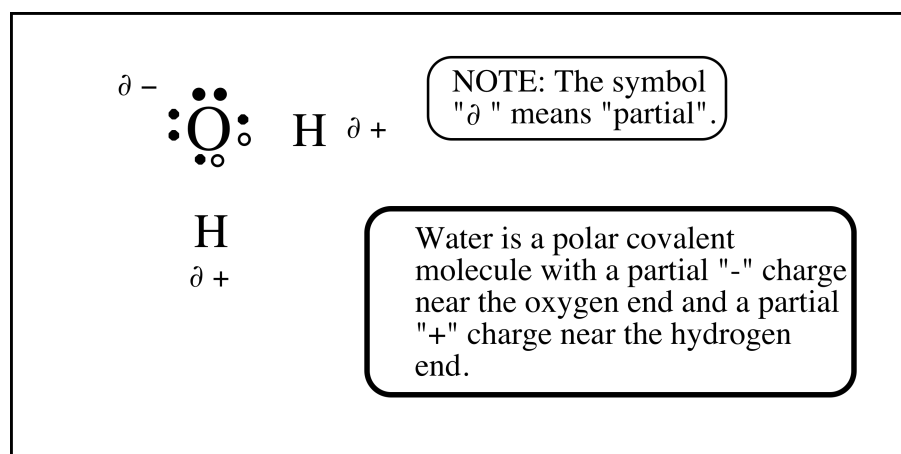 ∂ −
O
H ∂ +
H
∂ +
NOTE: The symbol
"∂ " means "partial".
Water is a polar covalent
molecule with a partial "-" charge
near the oxygen end and a partial
"+" charge near the hydrogen
end.